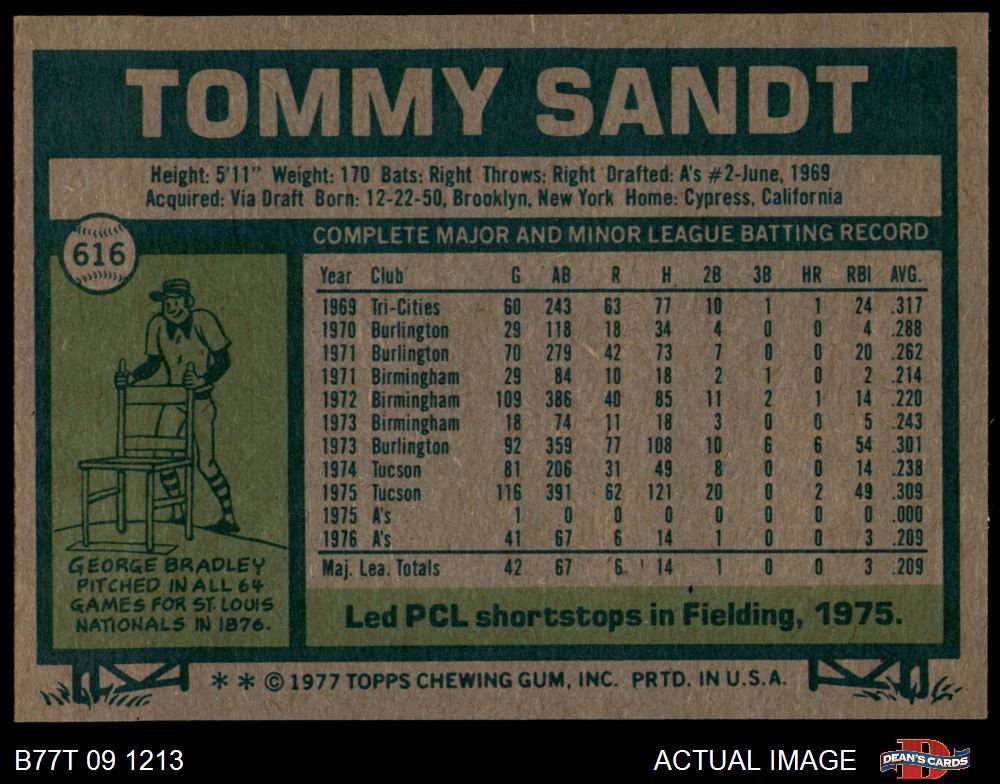 TOMMY SANDT
Height: 5'11" Weight: 170 Bats: Right Throws: Right Drafted: A's #2-June, 1969
Acquired: Via Draft Born: 12-22-50, Brooklyn, New York Home: Cypress, California
616
COMPLETE MAJOR AND MINOR LEAGUE BATTING RECORD
Year Club G AB R H 2B 3B HR RBI AVG.
1969 Tri-Cities 60 243 63 77 10 1 1 24 .317
1970 Burlington 29 118 18 34 4 0 0 4 .288
1971 Burlington 70 279 42 73 7 0 0 20 .262
1971 Birmingham 29 84 10 18 2 1 0 2 .214
1972 Birmingham 109 386 40 85 11 2 1 14 .220
1973 Birmingham 18 74 11 18 3 0 0 5 .243
1973 Burlington 92 359 77 108 10 6 6 54 .301
1974 Tucson 81 206 31 49 8 0 0 14 .238
1975 Tucson 116 391 62 121 20 0 2 49 .309
1975 A's 1 0 0 0 0 0 0 0 .000
1976 A's 41 67 6 14 1 0 0 3 .209
Maj. Lea. Totals 42 67 6 14 1 0 0 3 .209
GEORGE BRADLEY
PITCHED IN ALL 64
GAMES FOR ST. LOUIS
NATIONALS IN 1876.
Led PCL shortstops in Fielding, 1975.
* * © 1977 TOPPS CHEWING GUM, INC. PRTD. IN U.S.A.
B77T 09 1213
ACTUAL IMAGE
DEAN'S CARDS